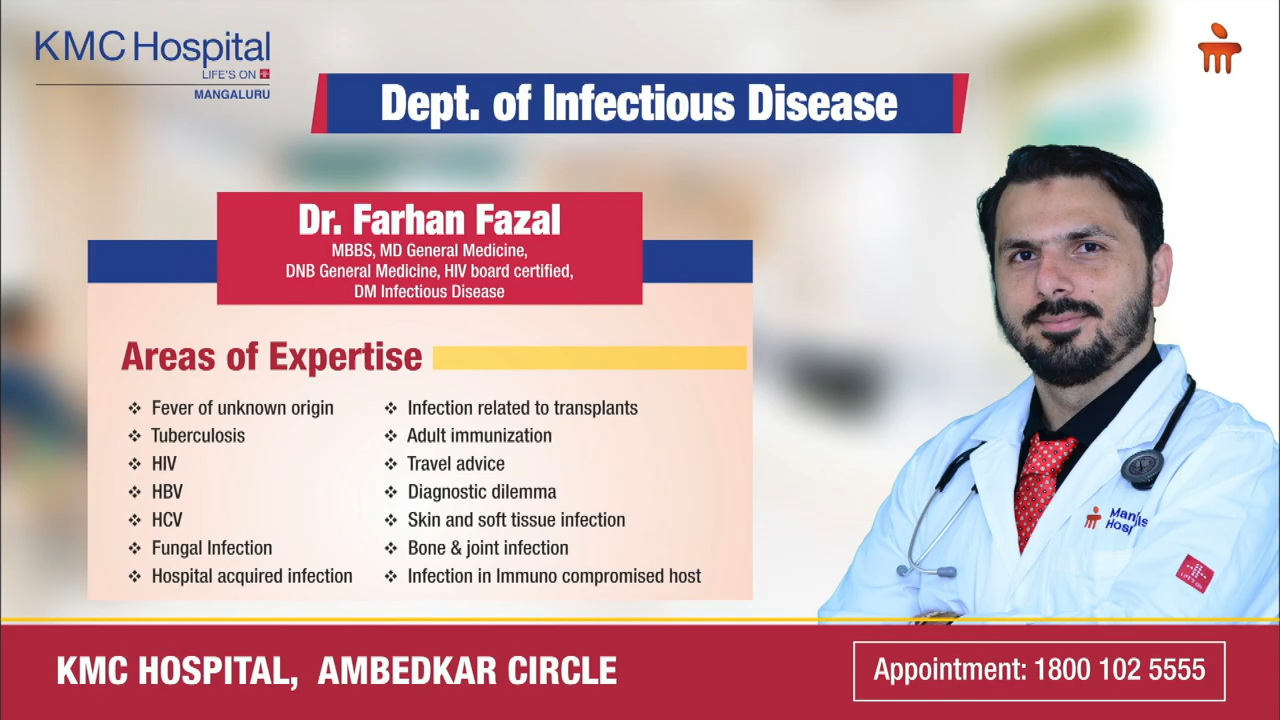 KMC Hospital
LIFE'S ON
MANGALURU
Dept. of Infectious Disease
Dr. Farhan Fazal
MBBS, MD General Medicine,
DNB General Medicine, HIV board certified,
DM Infectious Disease
Areas of Expertise
❖ Fever of unknown origin
❖ Tuberculosis
❖ HIV
❖ HBV
❖ HCV
❖ Fungal Infection
❖ Hospital acquired infection
❖ Infection related to transplants
❖ Adult immunization
❖ Travel advice
❖ Diagnostic dilemma
❖ Skin and soft tissue infection
❖ Bone & joint infection
❖ Infection in Immuno compromised host
LIFE'S ON
KMC HOSPITAL, AMBEDKAR CIRCLE
Appointment: 1800 102 5555